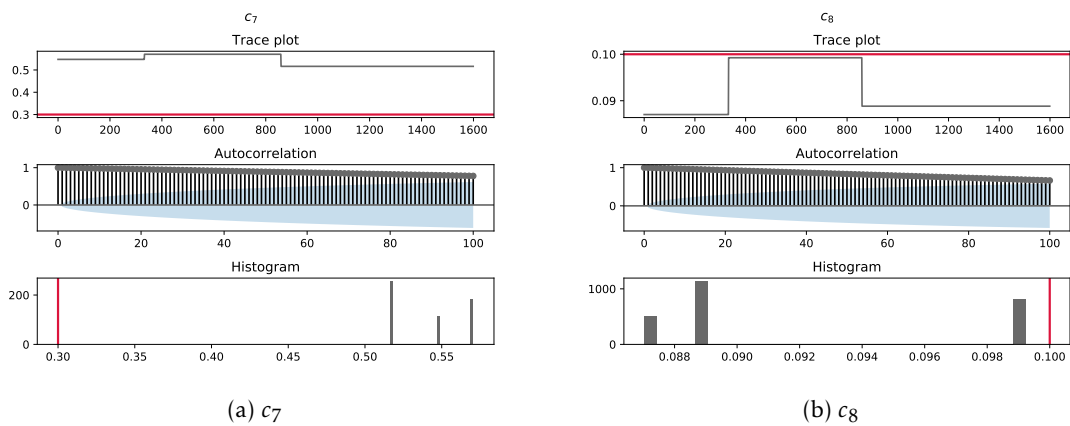 c7
Trace plot
0.5
0.4
0.3
0 200 400 600 800 1000 1200 1400 1600
Autocorrelation
1
0
0 20 40 60 80 100
Histogram
200
0
0.30 0.35 0.40 0.45 0.50 0.55
(a) c7
c8
Trace plot
0.10
0.09
0 200 400 600 800 1000 1200 1400 1600
Autocorrelation
1
0
0 20 40 60 80 100
Histogram
1000
0
0.088 0.090 0.092 0.094 0.096 0.098 0.100
(b) c8